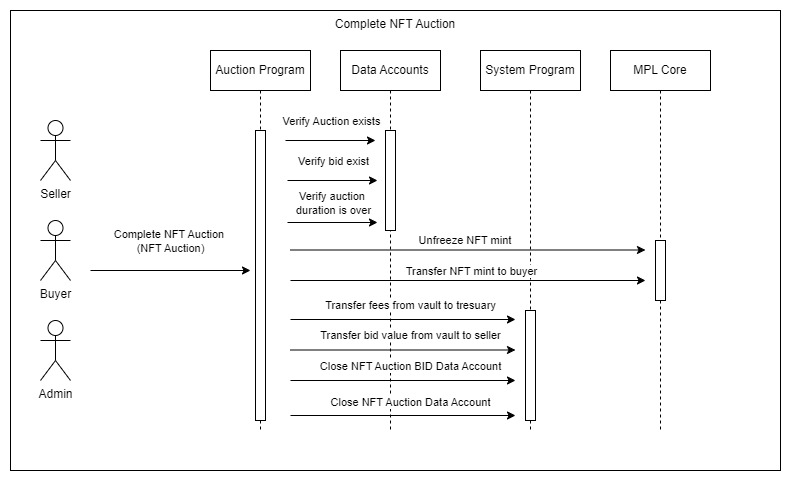 Complete NFT Auction
Auction Program
Data Accounts
System Program
MPL Core
Verify Auction exists
Verify bid exist
Seller
Verify auction
duration is over
Complete NFT Auction
(NFT Auction)
Unfreeze NFT mint
Transfer NFT mint to buyer
Buyer
Transfer fees from vault to tresuary
Transfer bid value from vault to seller
Close NFT Auction BID Data Account
Admin
Close NFT Auction Data Account